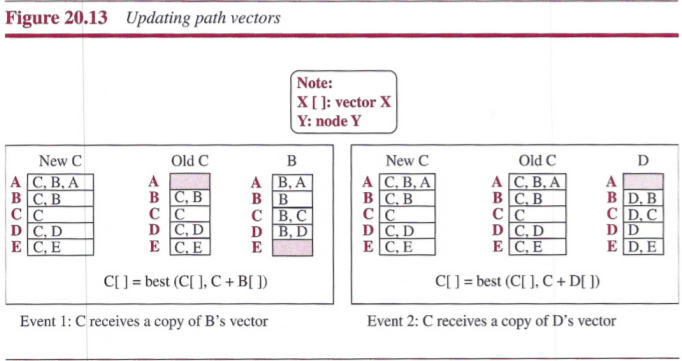 Figure 20.13 Updating path vectors
Note:
X [ ]: vector X
Y: node Y
New C
A C, B, A
B C, B
C C
D C, D
E C, E
Old C
A
B C, B
C C
D C, D
E C, E
B
A B, A
B B
C B, C
D B, D
E
C[ ] = best (C[ ], C + B[ ])
Event 1: C receives a copy of B's vector
New C
A C, B, A
B C, B
C C
D C, D
E C, E
Old C
A C, B, A
B C, B
C C
D C, D
E C, E
D
A
B D, B
C D, C
D D
E D, E
C[ ] = best (C[ ], C + D[ ])
Event 2: C receives a copy of D's vector